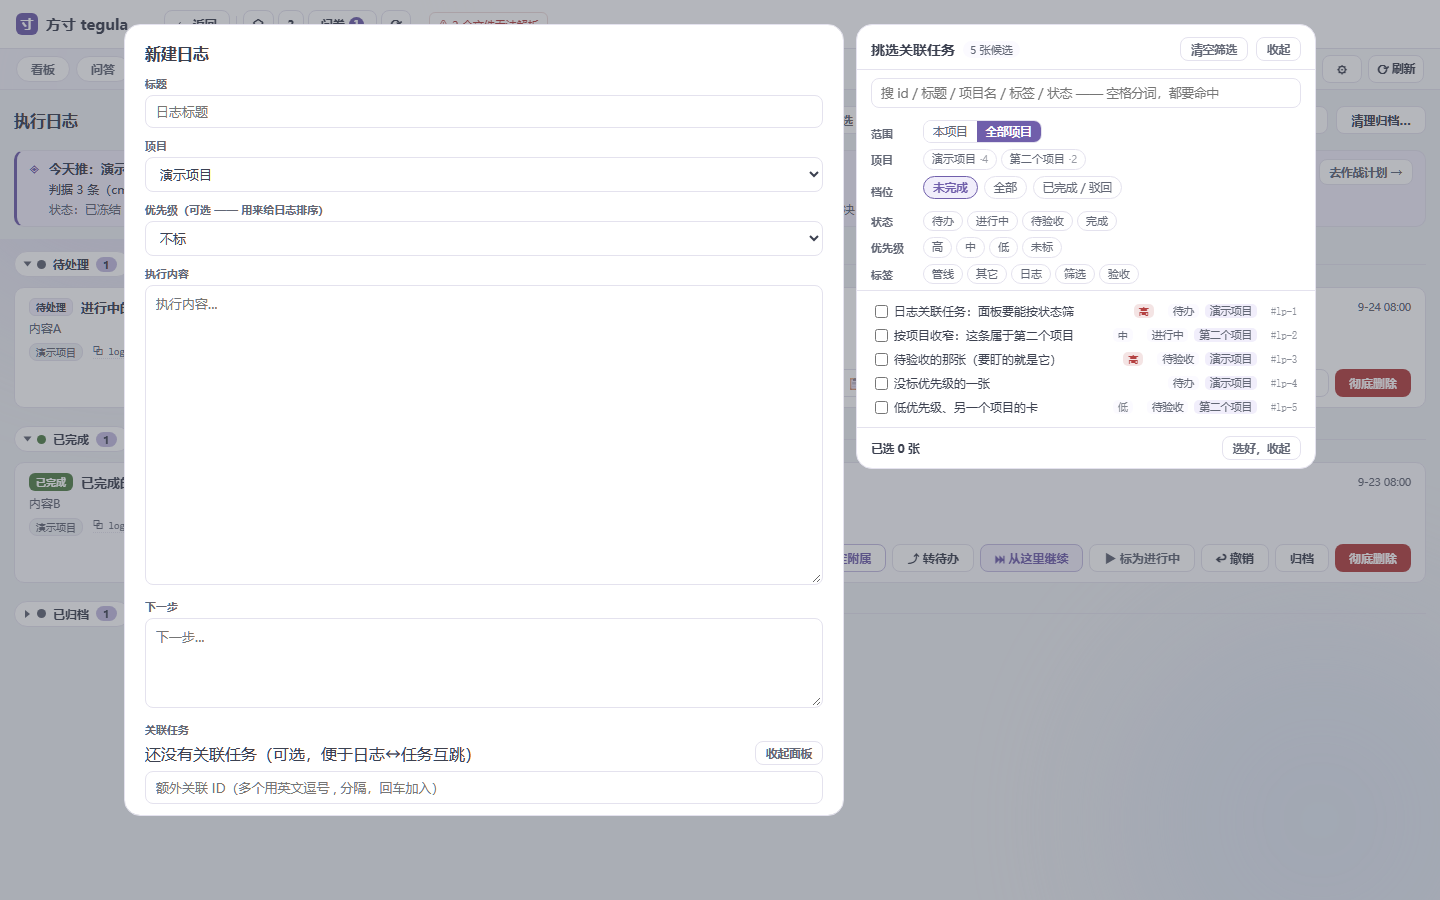 方寸 tegula
返回
问卷 1
看板
问答
刷新
执行日志
清理归档...
今天推：演示
判据 3 条（cm
状态：已冻结
去作战计划 →
待处理 1
待处理 进行中的
内容A
演示项目 log
9-24 08:00
彻底删除
已完成 1
已完成 已完成的
内容B
演示项目 log
9-23 08:00
附属
转待办
从这里继续
标为进行中
撤销
归档
彻底删除
已归档 1
新建日志
标题
日志标题
项目
演示项目
优先级（可选 —— 用来给日志排序）
不标
执行内容
执行内容...
下一步
下一步...
关联任务
还没有关联任务（可选，便于日志↔任务互跳）
收起面板
额外关联 ID（多个用英文逗号 , 分隔，回车加入）
挑选关联任务 5 张候选
清空筛选
收起
搜 id / 标题 / 项目名 / 标签 / 状态 —— 空格分词，都要命中
范围 本项目 全部项目
项目 演示项目 ·4 第二个项目 ·2
档位 未完成 全部 已完成 / 驳回
状态 待办 进行中 待验收 完成
优先级 高 中 低 未标
标签 管线 其它 日志 筛选 验收
日志关联任务：面板要能按状态筛 高 待办 演示项目 #lp-1
按项目收窄：这条属于第二个项目 中 进行中 第二个项目 #lp-2
待验收的那张（要盯的就是它） 高 待验收 演示项目 #lp-3
没标优先级的一张 待办 演示项目 #lp-4
低优先级、另一个项目的卡 低 待验收 第二个项目 #lp-5
已选 0 张
选好，收起